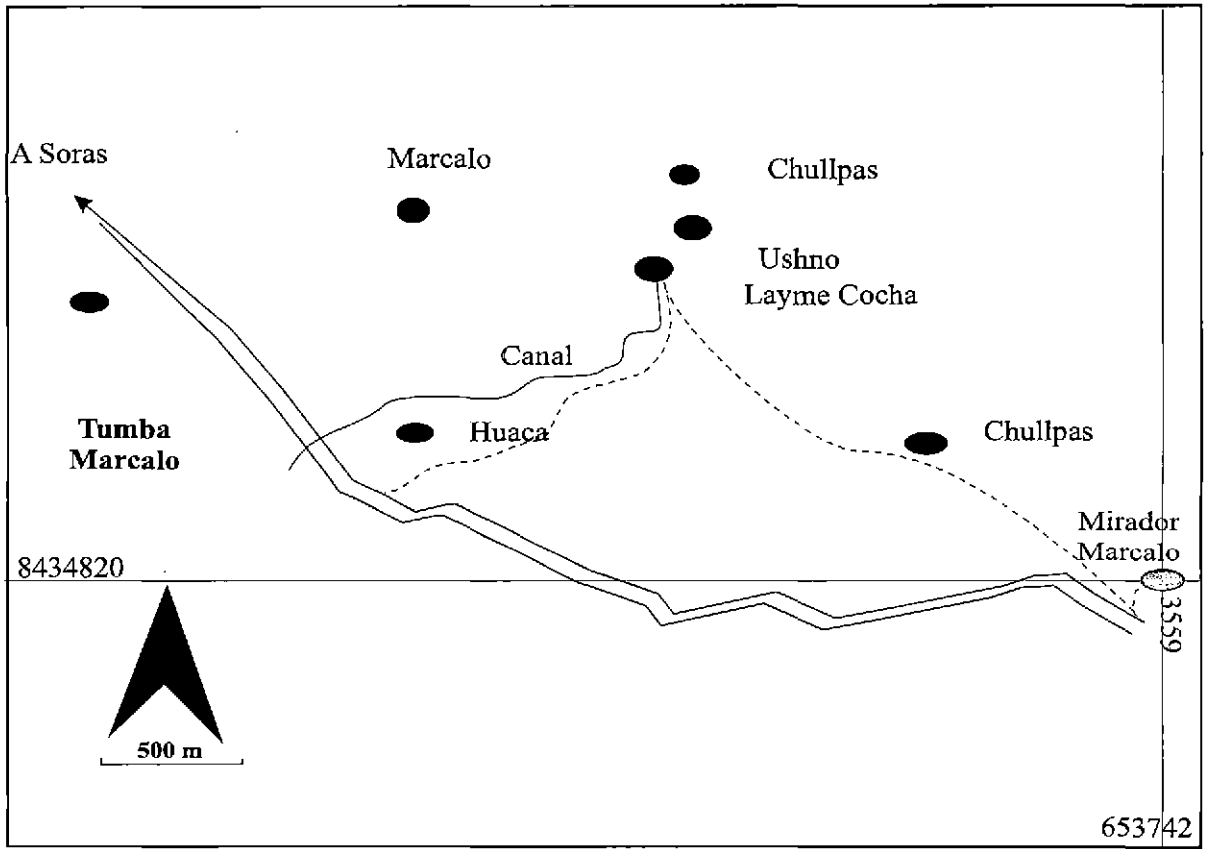 A Soras
Marcalo
Chullpas
Ushno
Layme Cocha
Canal
Tumba
Marcalo
Huaca
Chullpas
Mirador
Marcalo
8434820
3559
500 m
653742